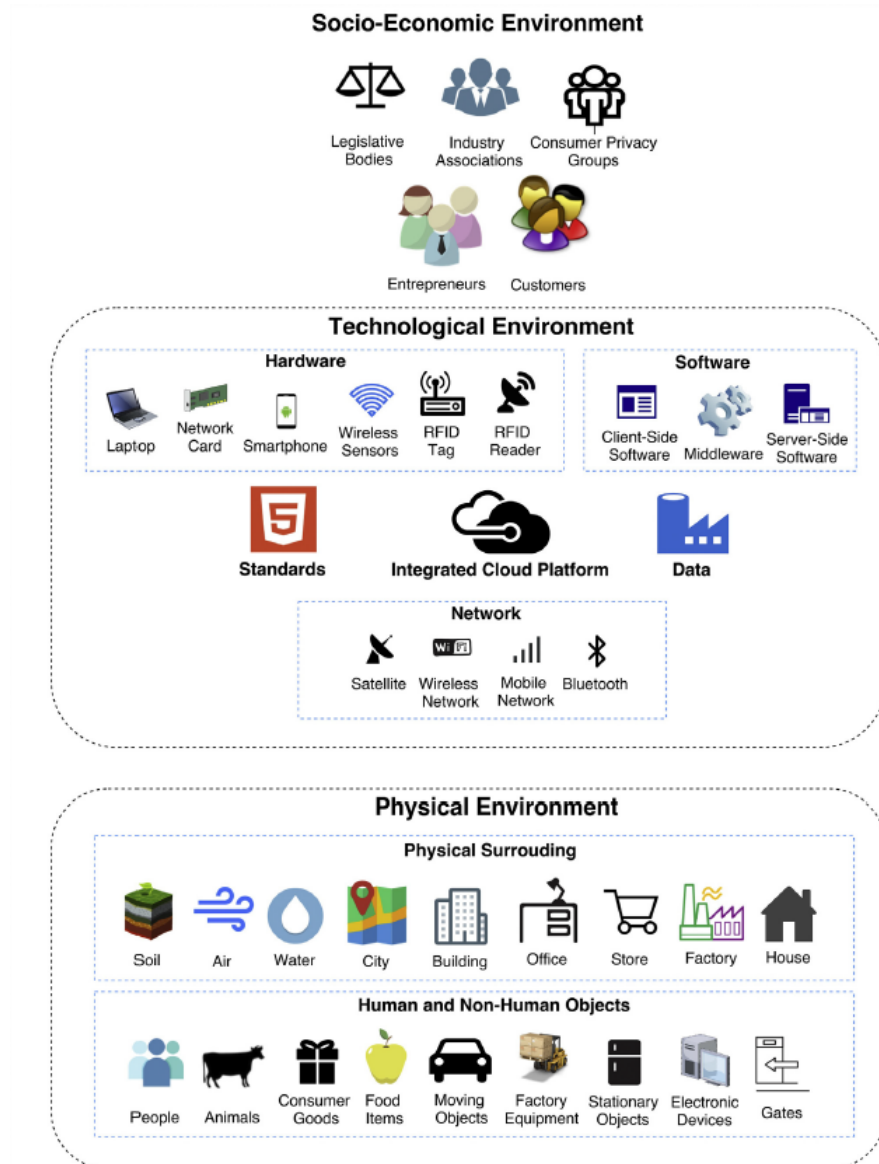 Socio-Economic Environment
Legislative
Bodies
Industry
Associations
Consumer Privacy
Groups
Entrepreneurs
Customers
Technological Environment
Hardware
Laptop
Network
Card
Smartphone
Wireless
Sensors
RFID
Tag
RFID
Reader
Software
Client-Side
Software
Middleware
Server-Side
Software
5
Standards
Integrated Cloud Platform
Data
Network
Satellite
Wi Fi
Wireless
Network
Mobile
Network
Bluetooth
Physical Environment
Physical Surrouding
Soil
Air
Water
City
Building
Office
Store
Factory
House
Human and Non-Human Objects
People
Animals
Consumer
Goods
Food
Items
Moving
Objects
Factory
Equipment
Stationary
Objects
Electronic
Devices
Gates